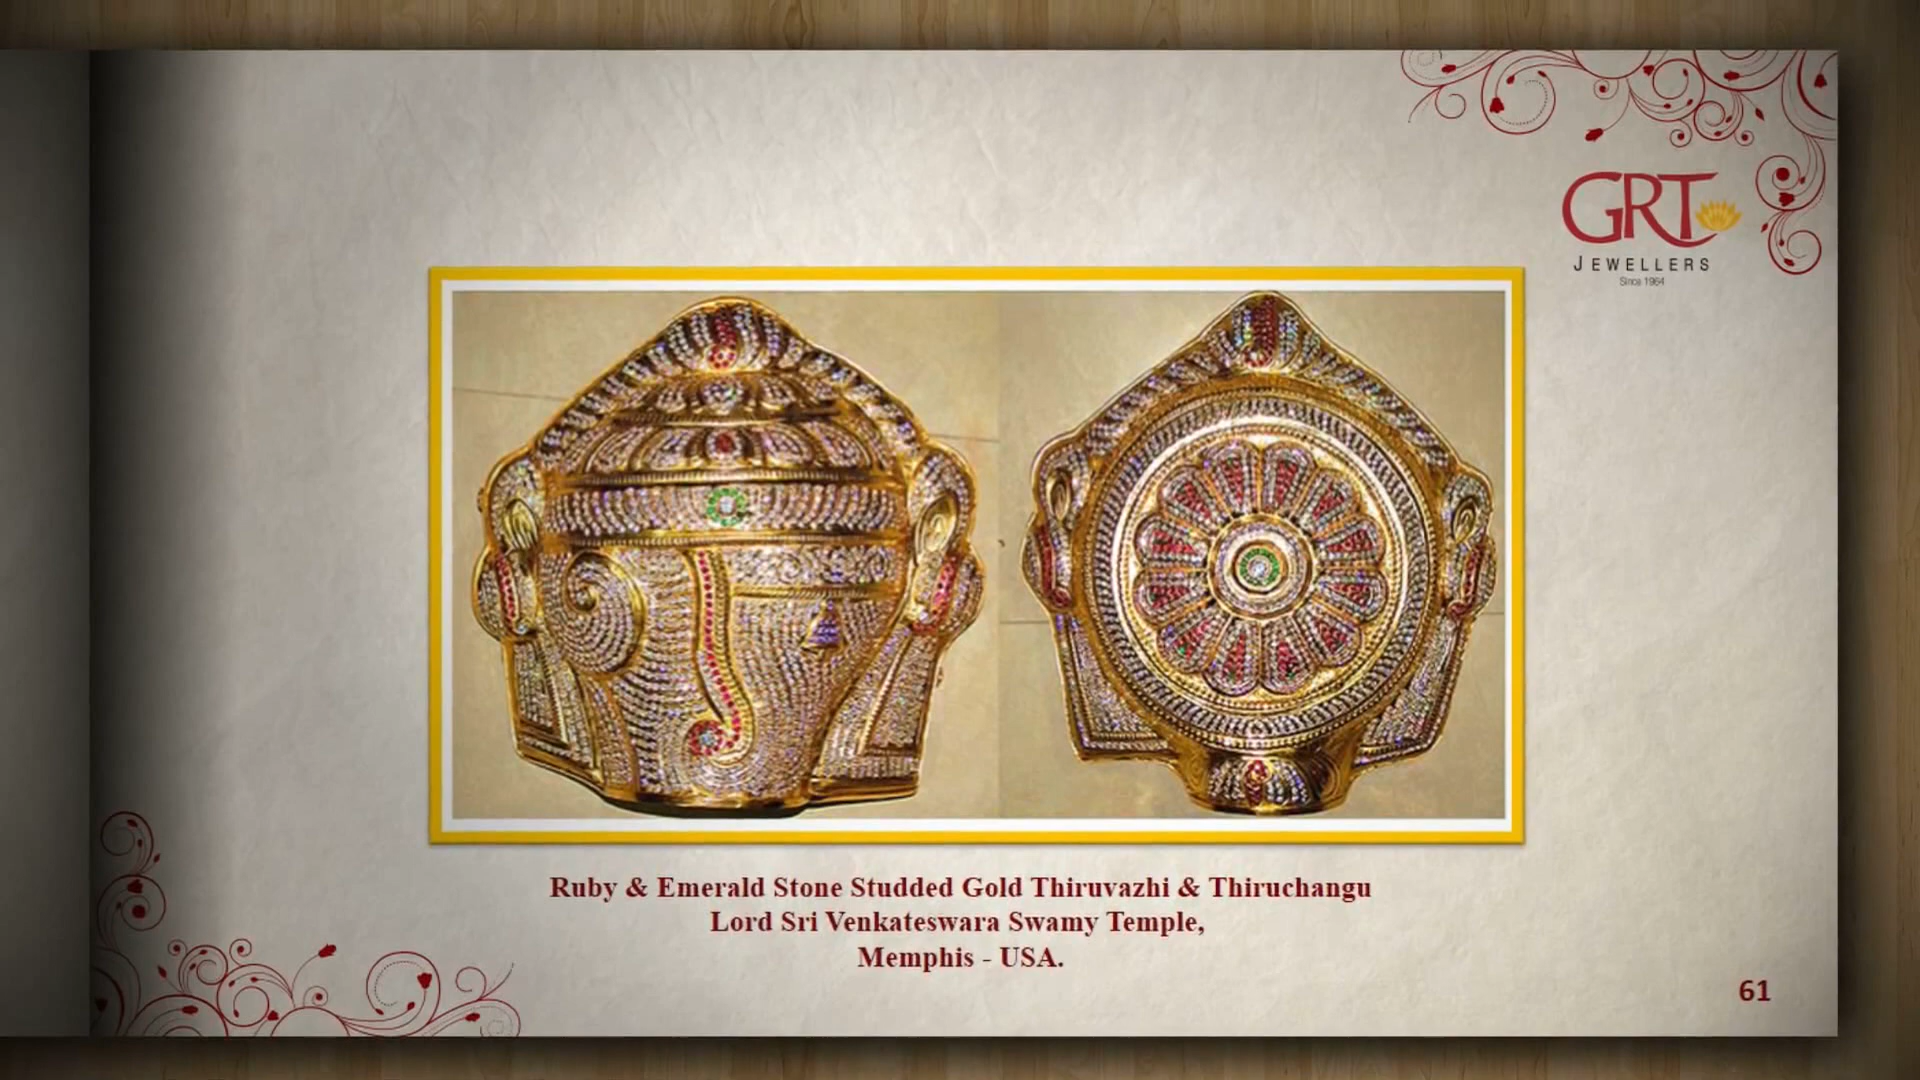 GRT
JEWELLERS
Since 1964
Ruby & Emerald Stone Studded Gold Thiruvazhi & Thiruchangu
Lord Sri Venkateswara Swamy Temple,
Memphis - USA.
61